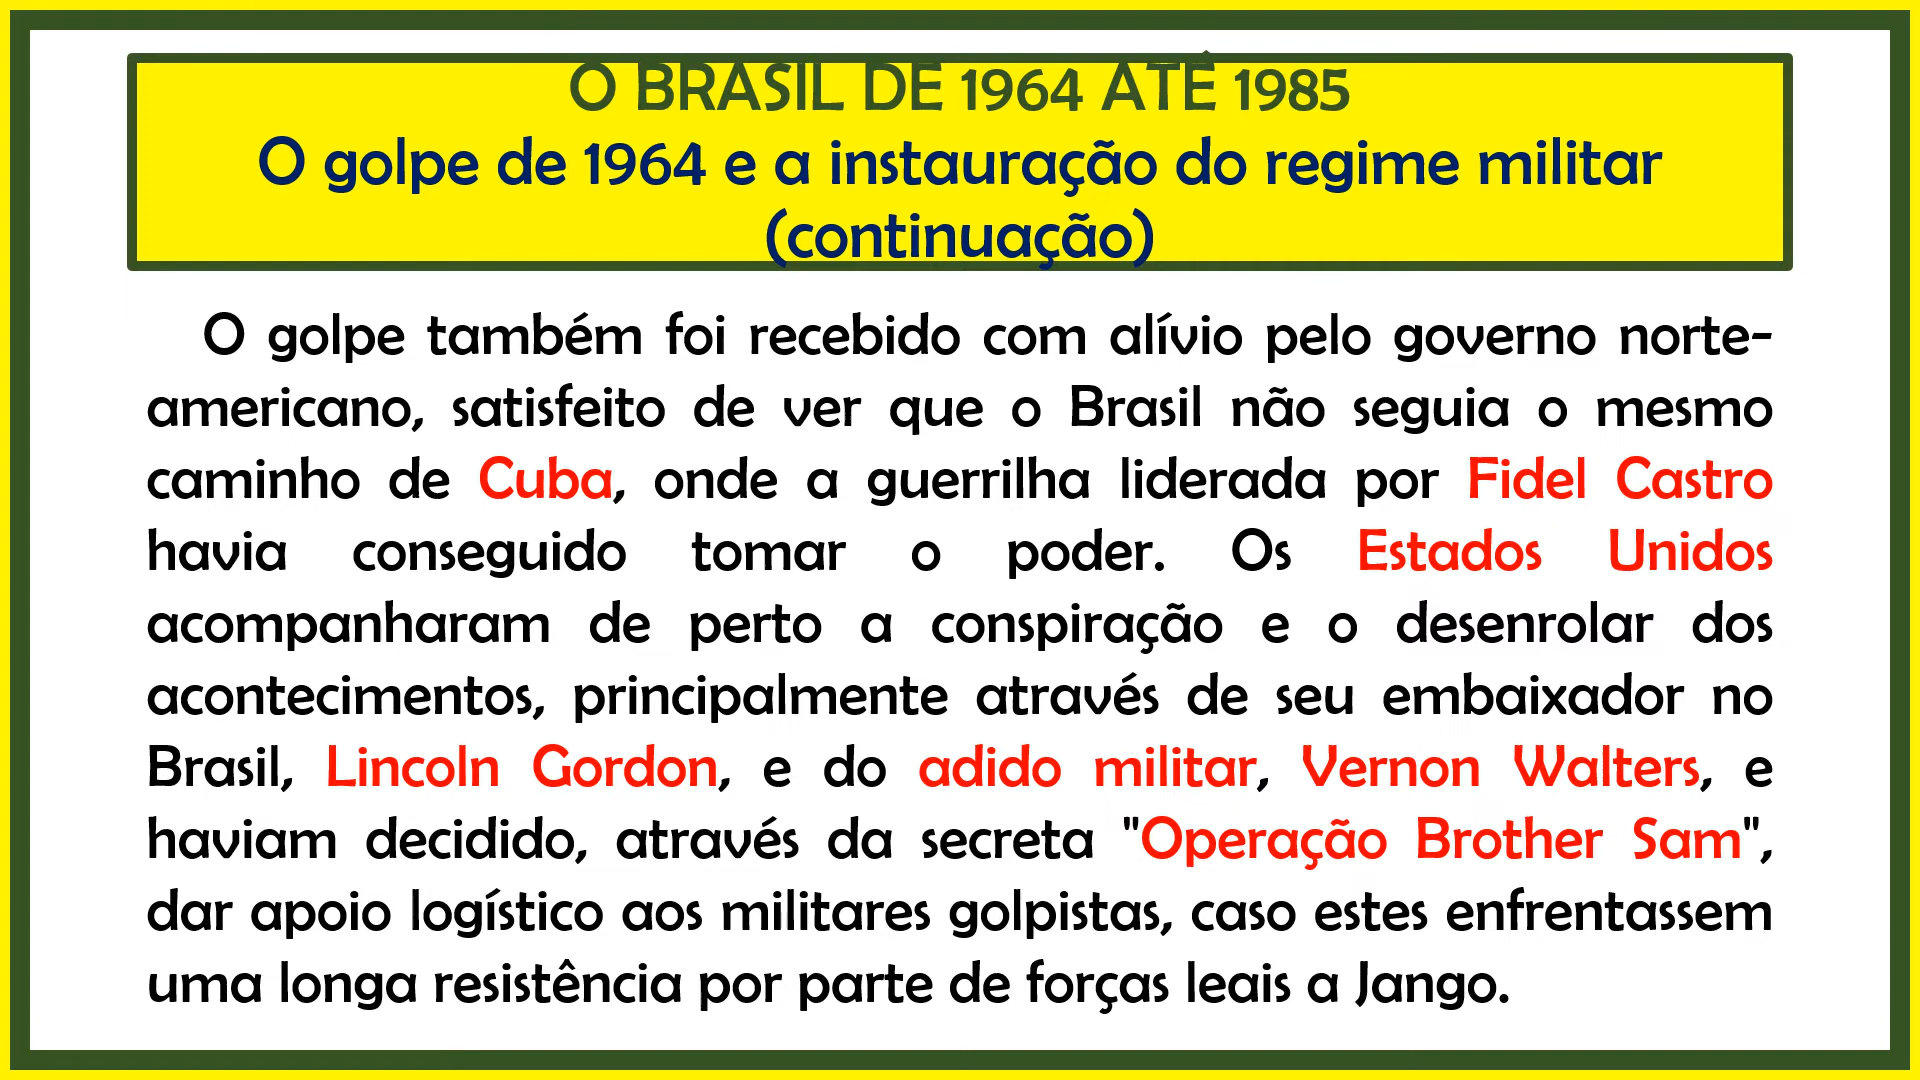 O BRASIL DE 1964 ATÉ 1985
O golpe de 1964 e a instauração do regime militar
(continuação)
O golpe também foi recebido com alívio pelo governo norte-
americano, satisfeito de ver que o Brasil não seguia o mesmo
caminho de Cuba, onde a guerrilha liderada por Fidel Castro
havia conseguido tomar o poder. Os Estados Unidos
acompanharam de perto a conspiração e o desenrolar dos
acontecimentos, principalmente através de seu embaixador no
Brasil, Lincoln Gordon, e do adido militar, Vernon Walters, e
haviam decidido, através da secreta "Operação Brother Sam",
dar apoio logístico aos militares golpistas, caso estes enfrentassem
uma longa resistência por parte de forças leais a Jango.